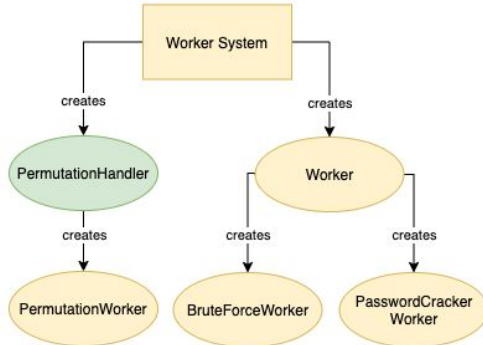 Worker System
creates
creates
PermutationHandler
Worker
creates
creates
creates
PermutationWorker
BruteForceWorker
PasswordCracker
Worker